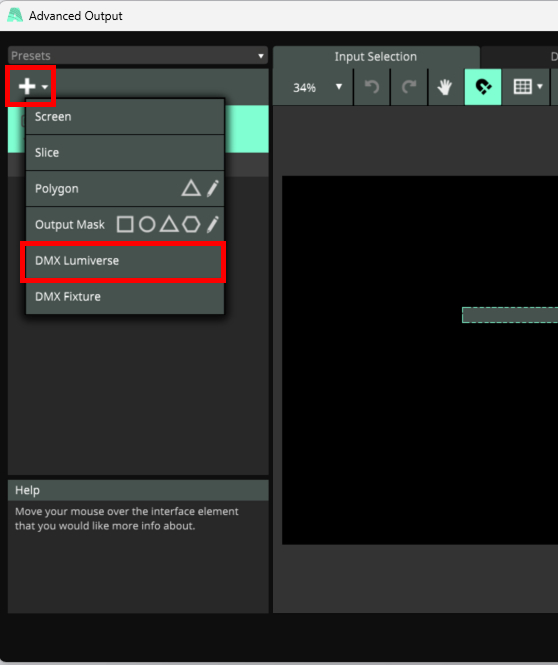 Advanced Output
Presets
Input Selection
D
34%
Screen
Slice
Polygon
Output Mask
DMX Lumiverse
DMX Fixture
Help
Move your mouse over the interface element
that you would like more info about.